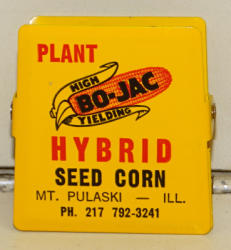 PLANT
HIGH
BO-JAC
YIELDING
HYBRID
SEED CORN
MT. PULASKI — ILL.
PH. 217 792-3241